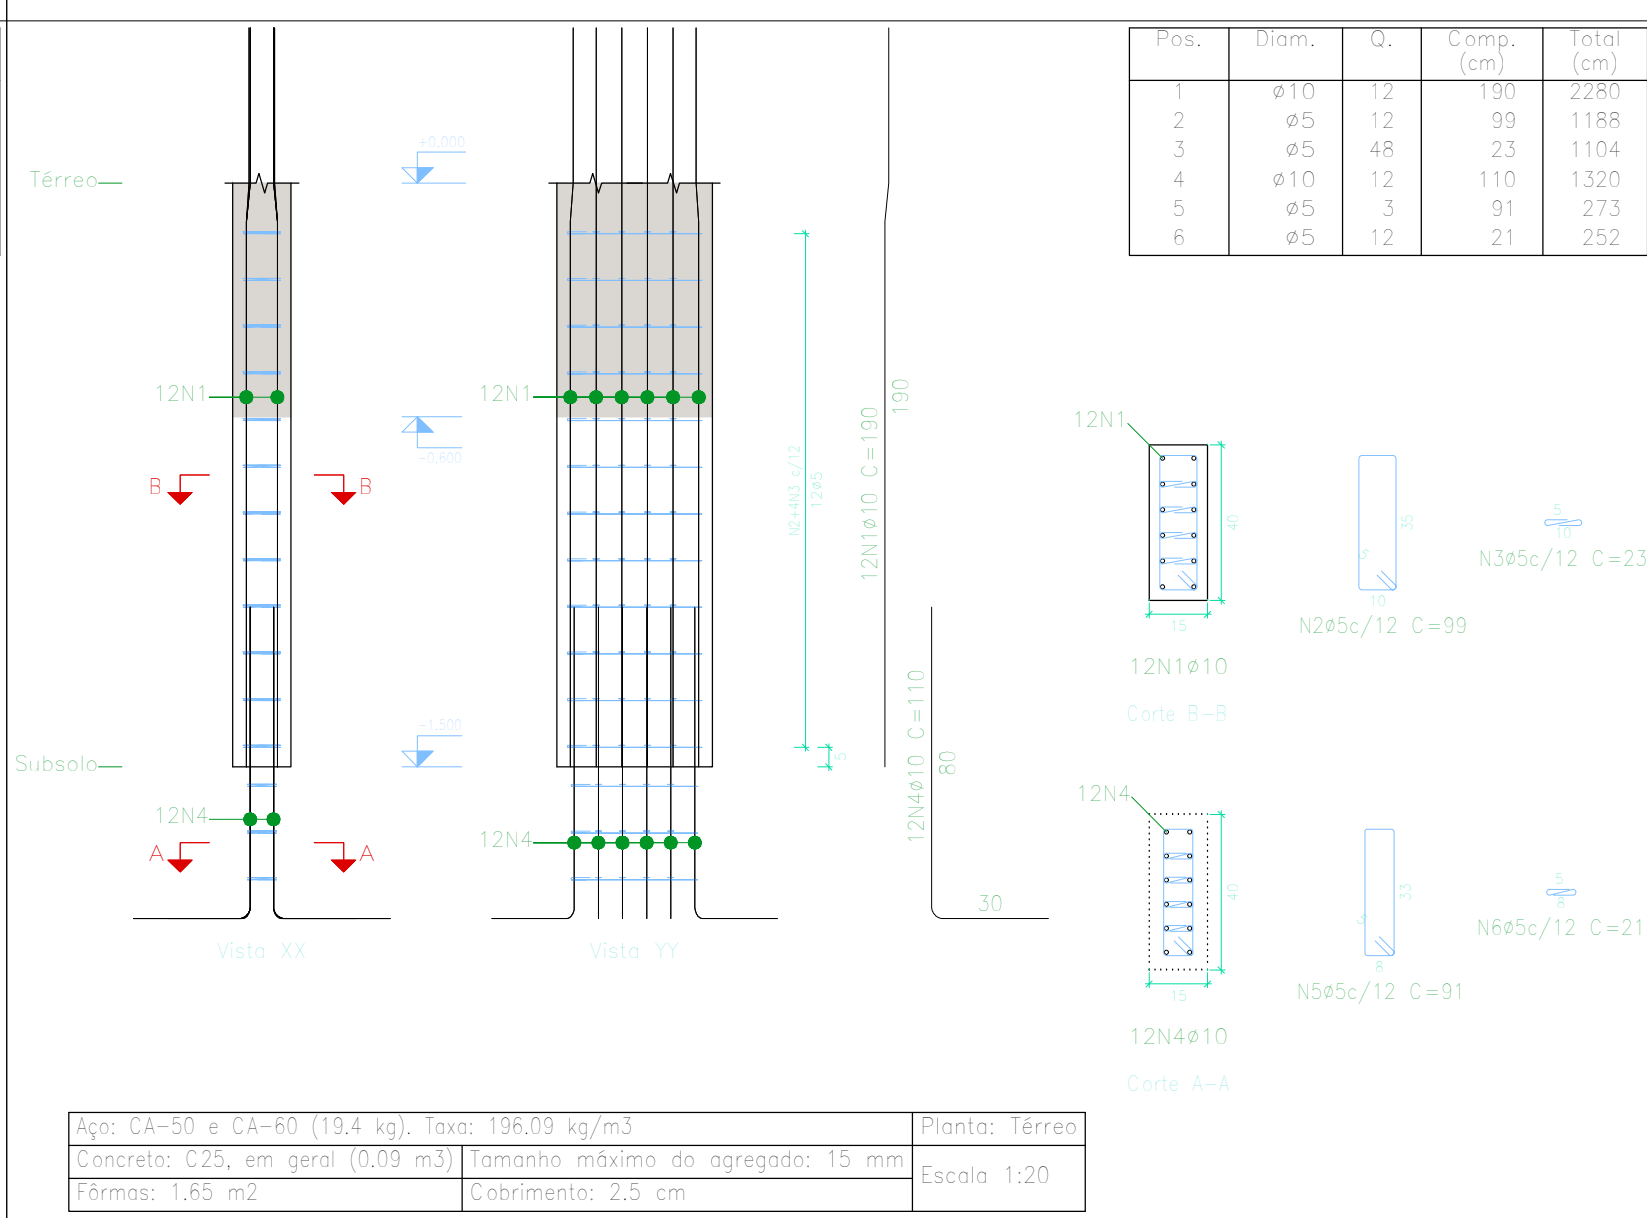 Pos. Diam. Q. Comp. (cm) Total (cm)
1 ø10 12 190 2280
2 ø5 12 99 1188
3 ø5 48 23 1104
4 ø10 12 110 1320
5 ø5 3 91 273
6 ø5 12 21 252
+0,000
Térreo
12N1
12N1
-0,600
B
B
N2+4N3 c/12
12ø5
12N1ø10 C=190
190
-1,500
5
Subsolo
12N4
12N4
A
A
12N4ø10 C=110
80
30
Vista XX
Vista YY
12N1
40
15
12N1ø10
Corte B-B
35
5
10
N2ø5c/12 C=99
5
10
N3ø5c/12 C=23
12N4
40
15
12N4ø10
Corte A-A
33
5
8
N5ø5c/12 C=91
5
8
N6ø5c/12 C=21
Aço: CA-50 e CA-60 (19.4 kg). Taxa: 196.09 kg/m3
Planta: Térreo
Concreto: C25, em geral (0.09 m3)
Tamanho máximo do agregado: 15 mm
Escala 1:20
Fôrmas: 1.65 m2
Cobrimento: 2.5 cm